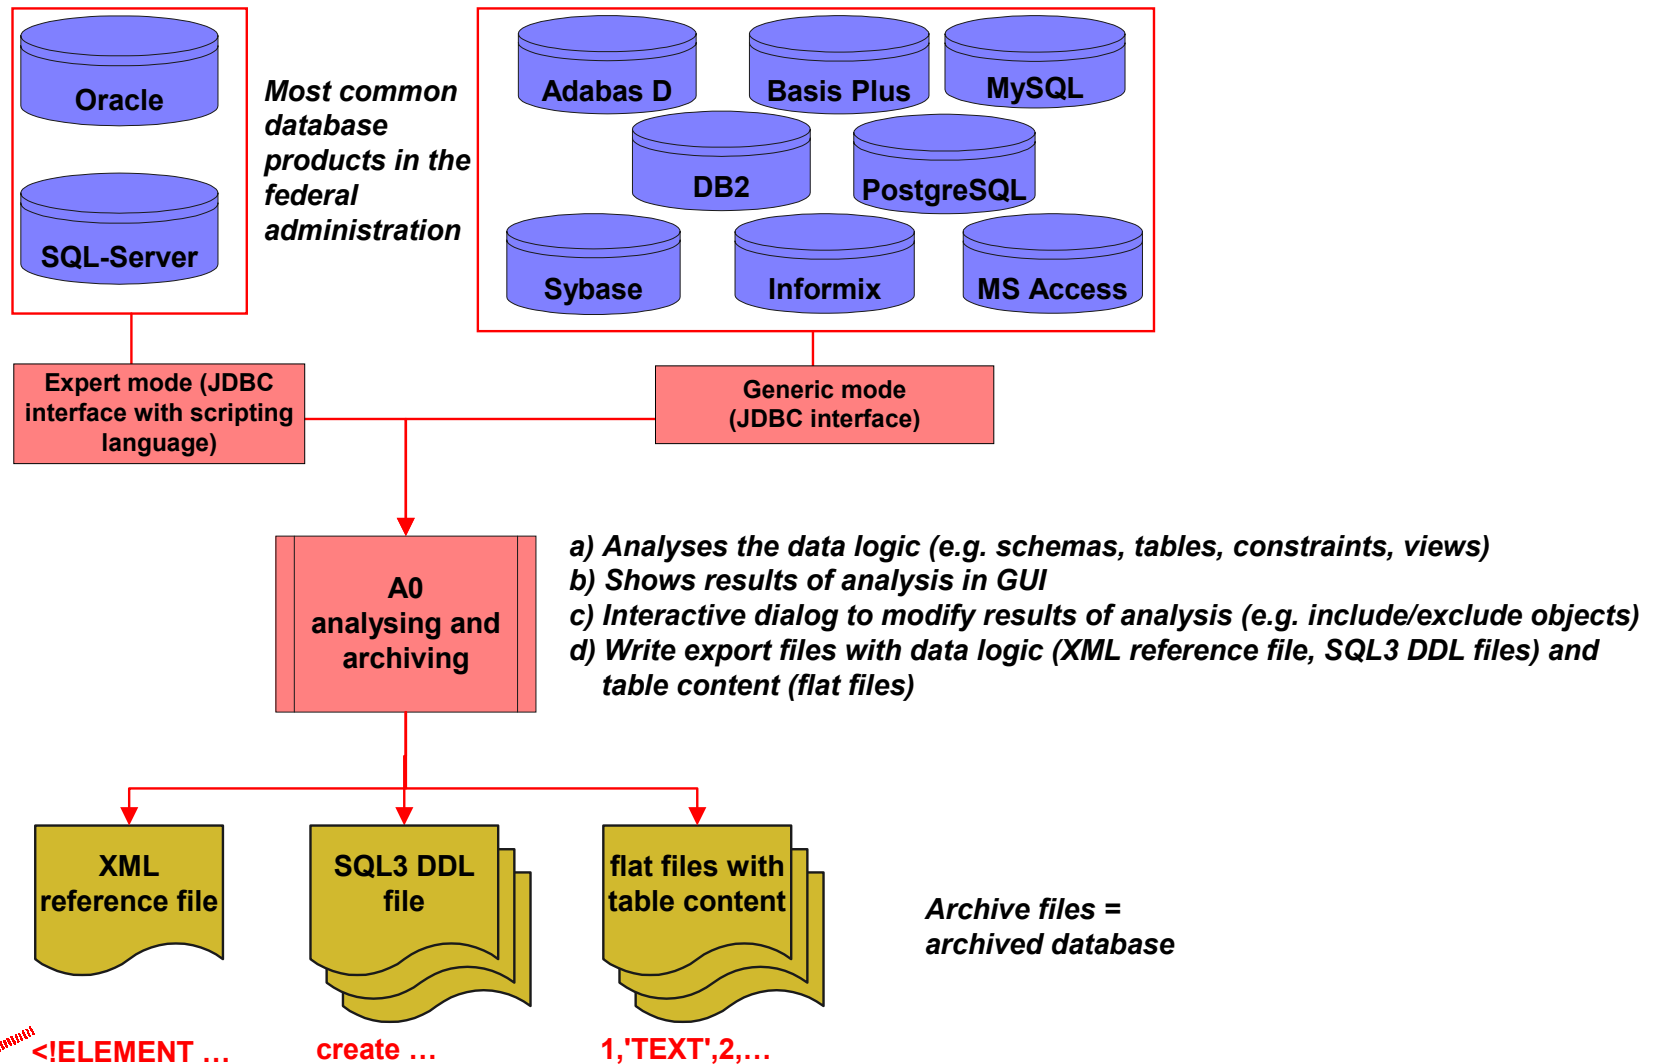 Oracle
SQL-Server
Most common
database
products in the
federal
administration
Adabas D
Basis Plus
MySQL
DB2
PostgreSQL
Sybase
Informix
MS Access
Expert mode (JDBC
interface with scripting
language)
Generic mode
(JDBC interface)
A0
analysing and
archiving
a) Analyses the data logic (e.g. schemas, tables, constraints, views)
b) Shows results of analysis in GUI
c) Interactive dialog to modify results of analysis (e.g. include/exclude objects)
d) Write export files with data logic (XML reference file, SQL3 DDL files) and
table content (flat files)
XML
reference file
SQL3 DDL
file
flat files with
table content
Archive files =
archived database
<!ELEMENT …
create …
1,'TEXT',2,…